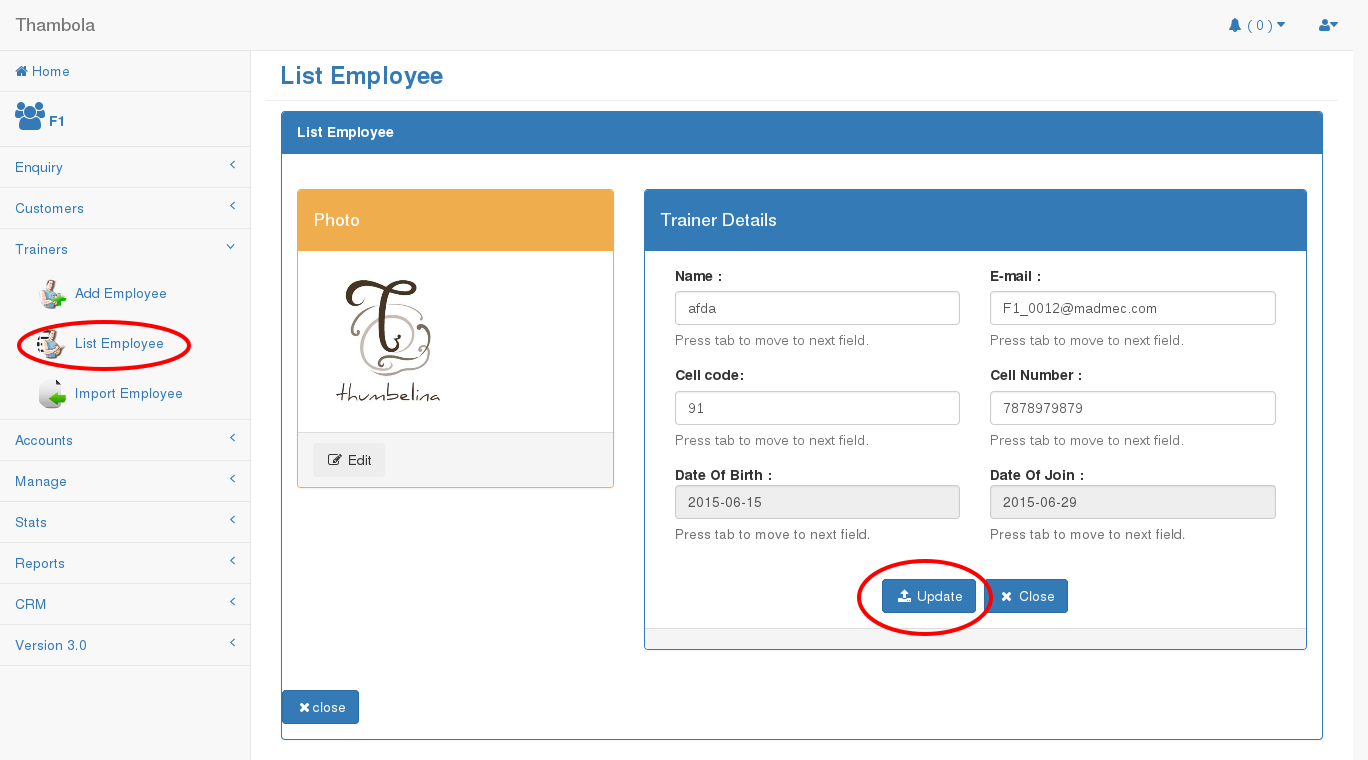 Thambola
( 0 )
Home
F1
Enquiry
Customers
Trainers
Add Employee
List Employee
Import Employee
Accounts
Manage
Stats
Reports
CRM
Version 3.0
List Employee
List Employee
Photo
thumbelina
Edit
Trainer Details
Name : E-mail :
afda F1_0012@madmec.com
Press tab to move to next field. Press tab to move to next field.
Cell code: Cell Number :
91 7878979879
Press tab to move to next field. Press tab to move to next field.
Date Of Birth : Date Of Join :
2015-06-15 2015-06-29
Press tab to move to next field. Press tab to move to next field.
Update Close
close